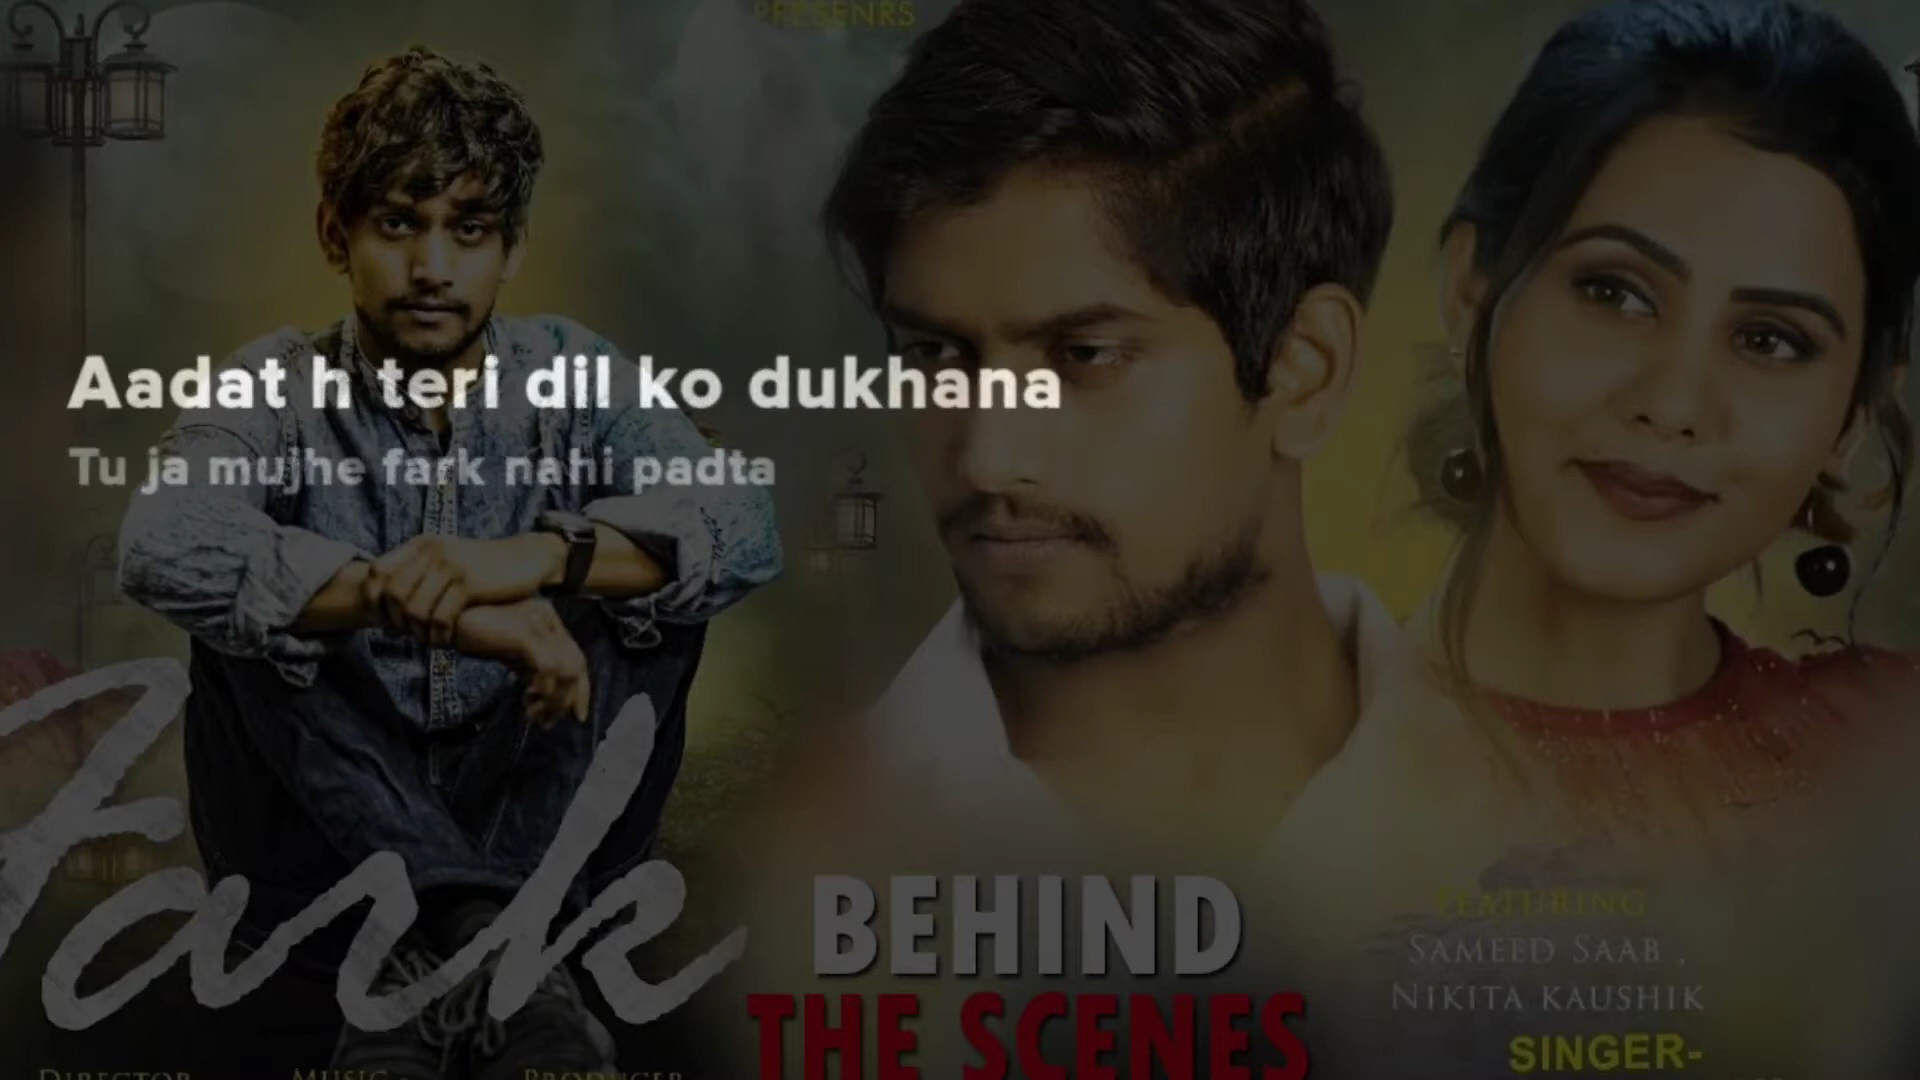 PRESENRS
Aadat h teri dil ko dukhana
Tu ja mujhe fark nahi padta
Fark
BEHIND
THE SCENES
FEATURING
SAMEED SAAB ,
NIKITA KAUSHIK
SINGER-
DIRECTOR MUSIC - PRODUCER